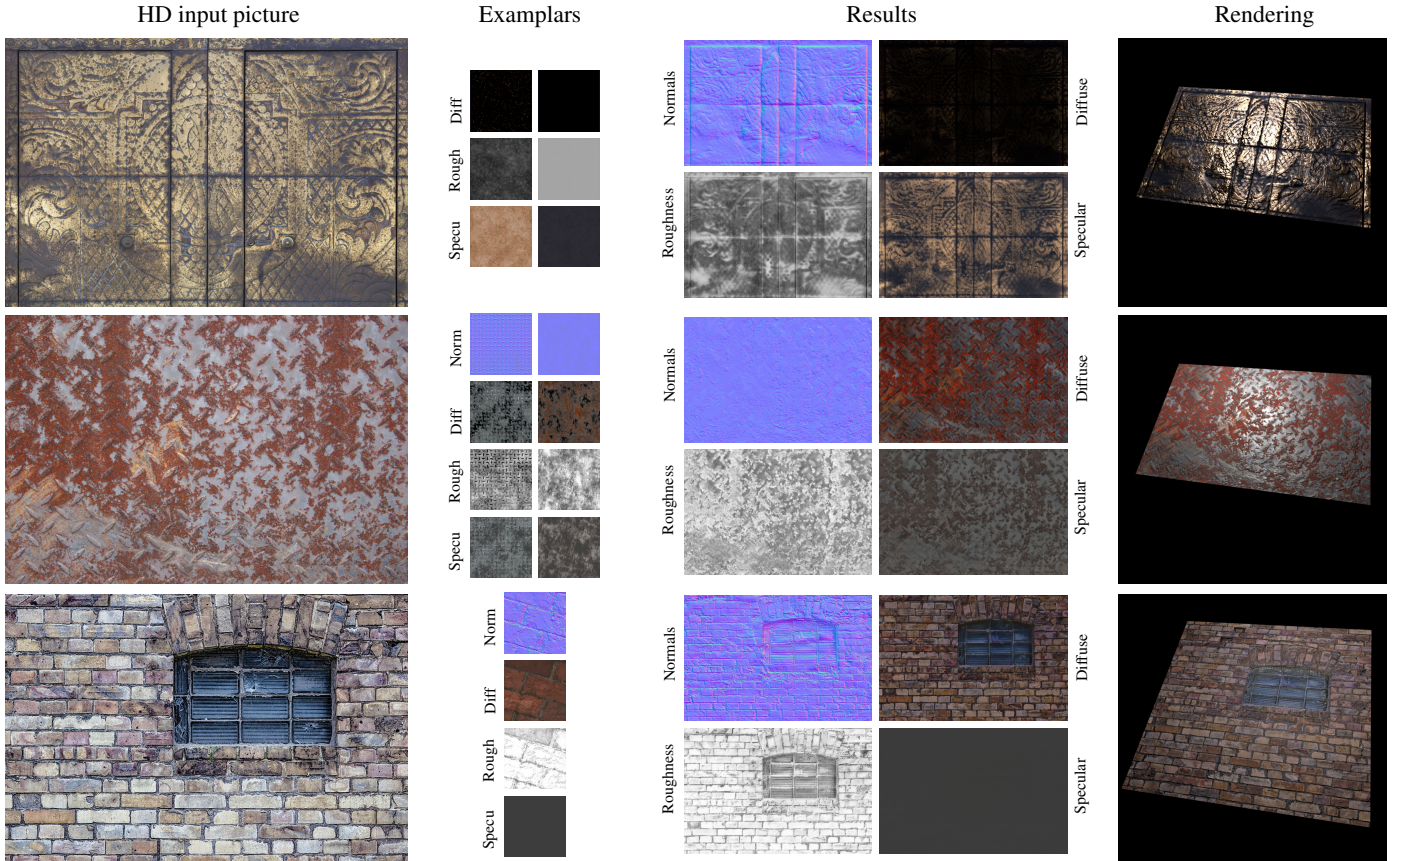 HD input picture
Examplars
Results
Rendering
Diff
Rough
Specu
Normals
Diffuse
Roughness
Specular
Norm
Diff
Rough
Specu
Normals
Diffuse
Roughness
Specular
Norm
Diff
Rough
Specu
Normals
Diffuse
Roughness
Specular